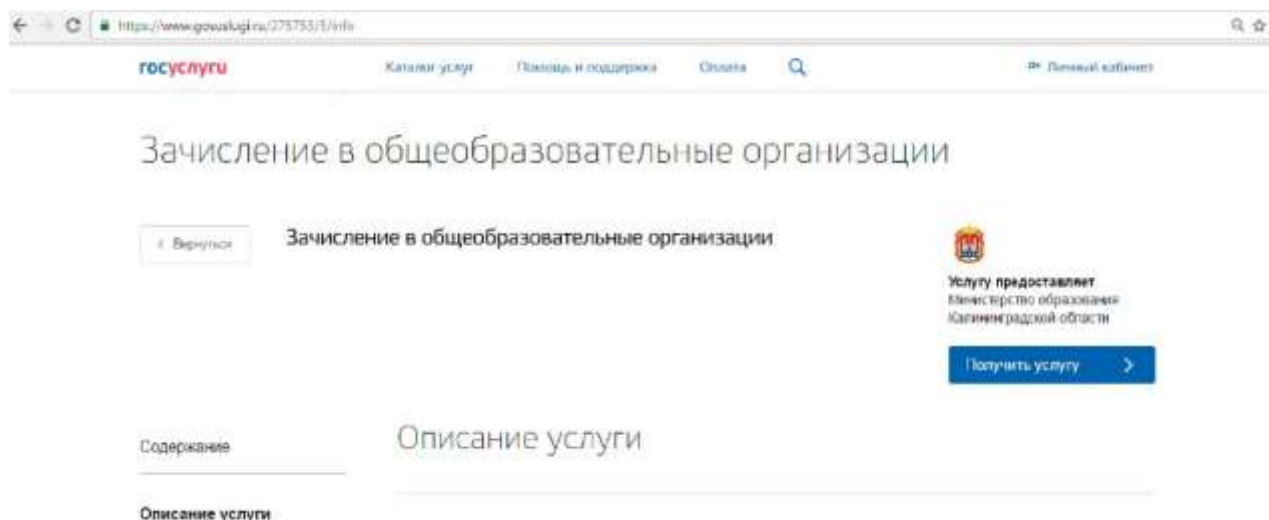 https://www.gosuslugi.ru/275753/1/info
госуслуги Каталог услуг Помощь и поддержка Оплата Личный кабинет
Зачисление в общеобразовательные организации
Вернуться
Зачисление в общеобразовательные организации
Услугу предоставляет
Министерство образования
Калининградской области
Получить услугу
Содержание
Описание услуги
Описание услуги